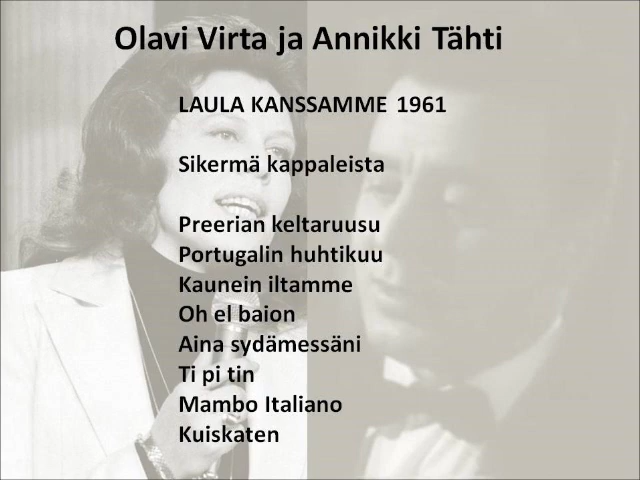 Olavi Virta ja Annikki Tähti
LAULA KANSSAMME 1961
Sikermä kappaleista
Preerian keltaruusu
Portugalin huhtikuu
Kaunein iltamme
Oh el baion
Aina sydämessäni
Ti pi tin
Mambo Italiano
Kuiskaten